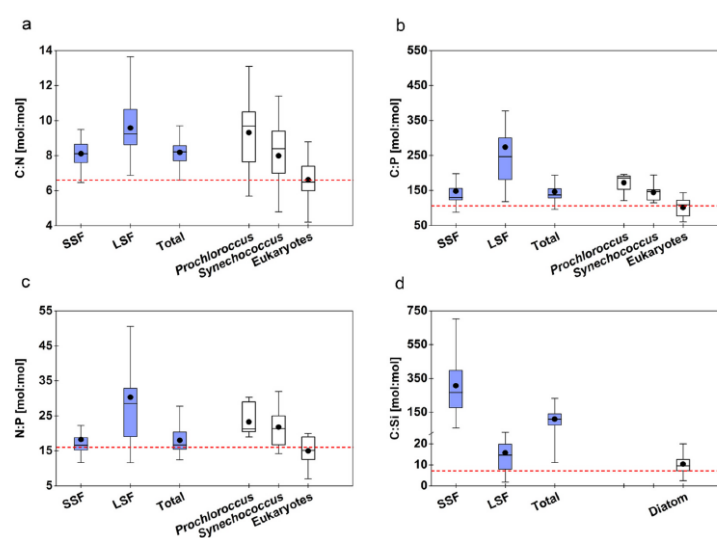 a
C:N [mol:mol]
14
12
10
8
6
4
SSF
LSF
Total
Prochloroccus
Synechococcus
Eukaryotes
b
C:P [mol:mol]
550
450
350
250
150
50
SSF
LSF
Total
Prochloroccus
Synechococcus
Eukaryotes
c
N:P [mol:mol]
55
45
35
25
15
5
SSF
LSF
Total
Prochloroccus
Synechococcus
Eukaryotes
d
C:Si [mol:mol]
750
550
350
150
20
10
0
SSF
LSF
Total
Diatom